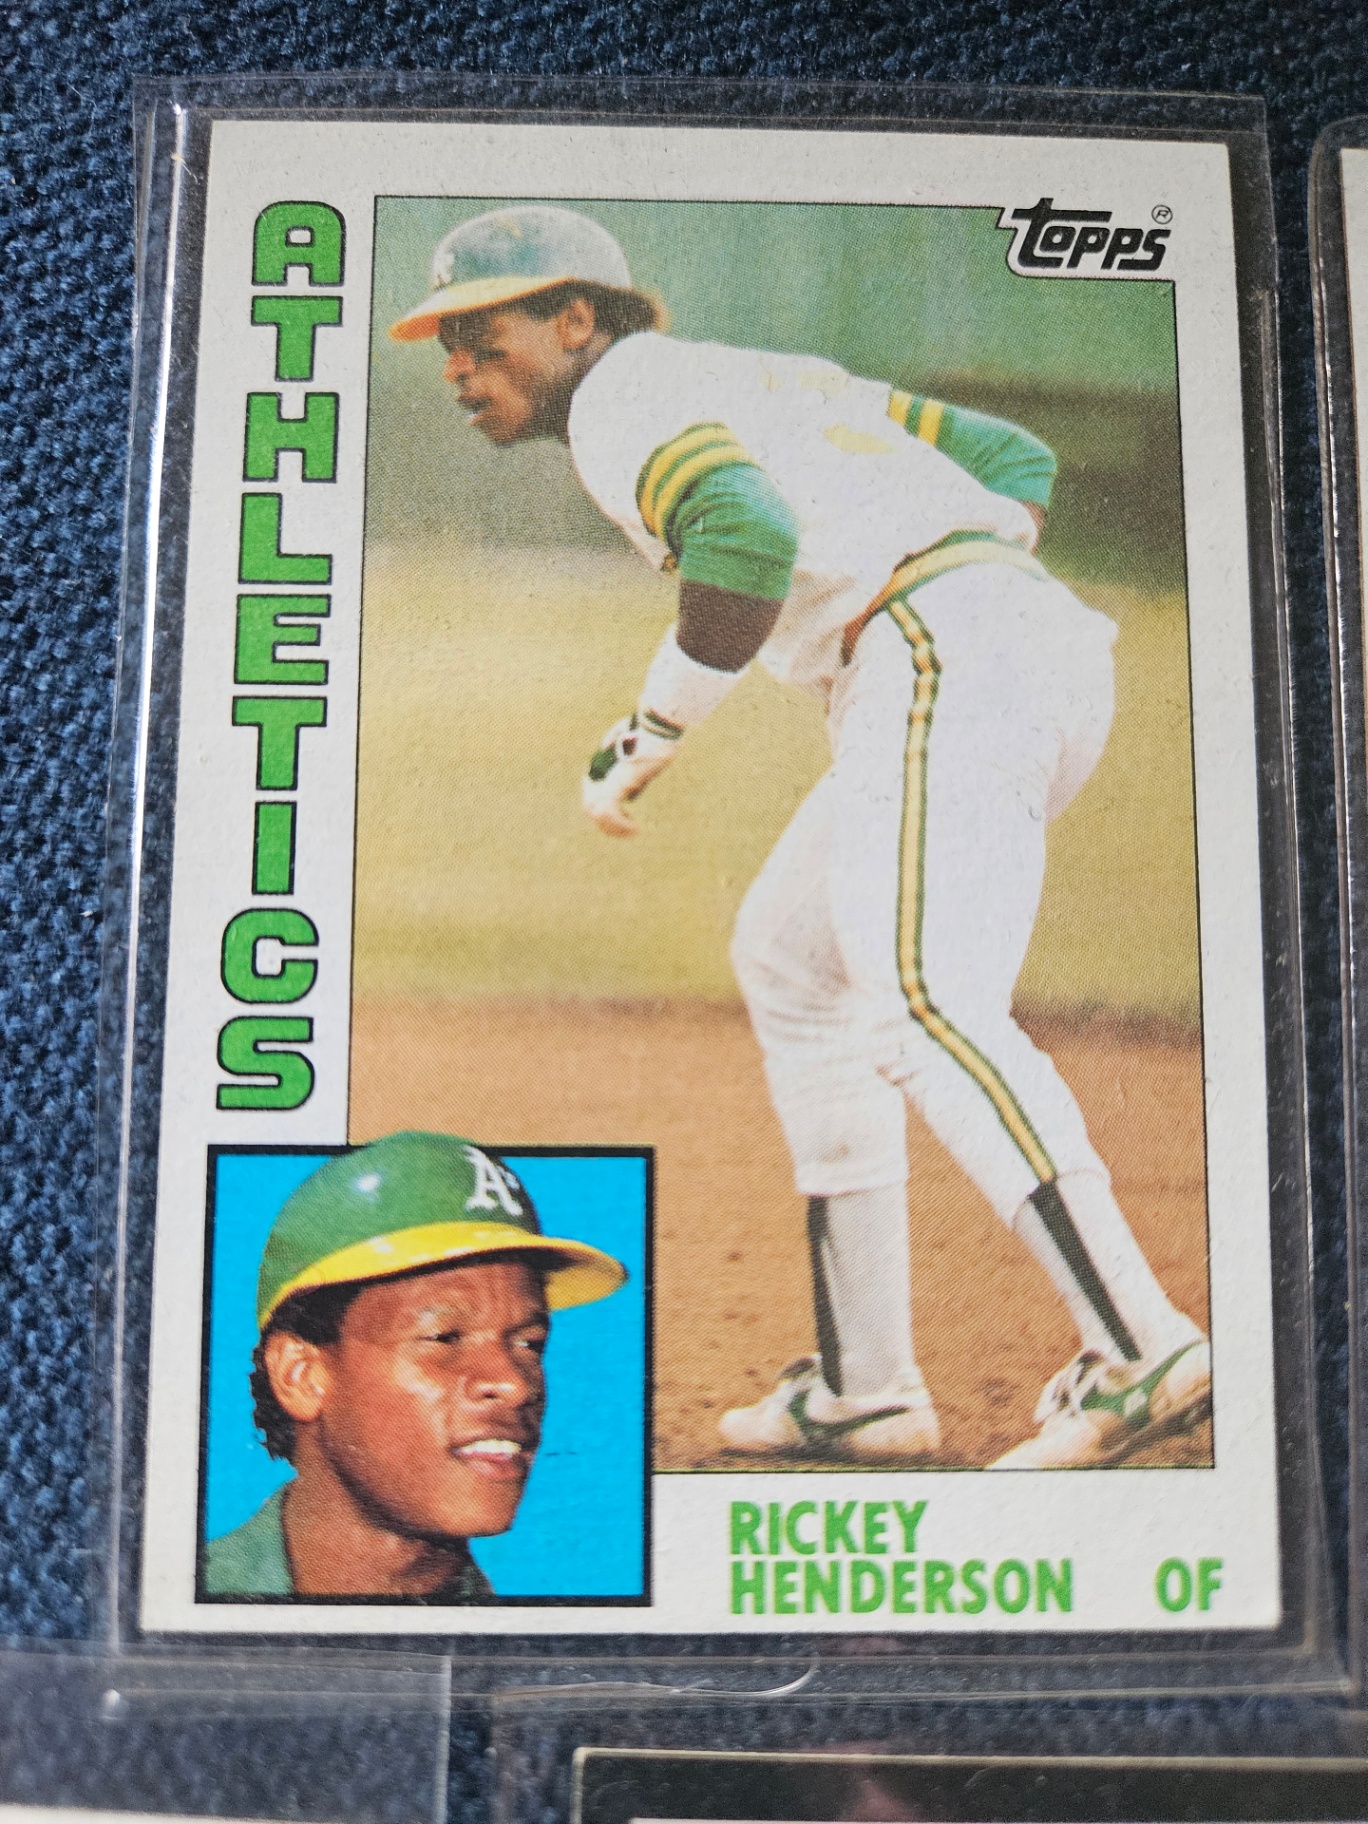 ATHLETICS
Topps®
A's
RICKEY
HENDERSON OF